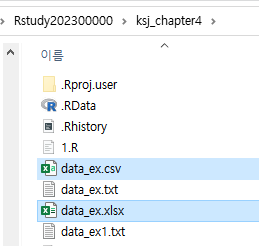 Rstudy202300000 > ksj_chapter4 >
이름
.Rproj.user
.RData
.Rhistory
1.R
data_ex.csv
data_ex.txt
data_ex.xlsx
data_ex1.txt